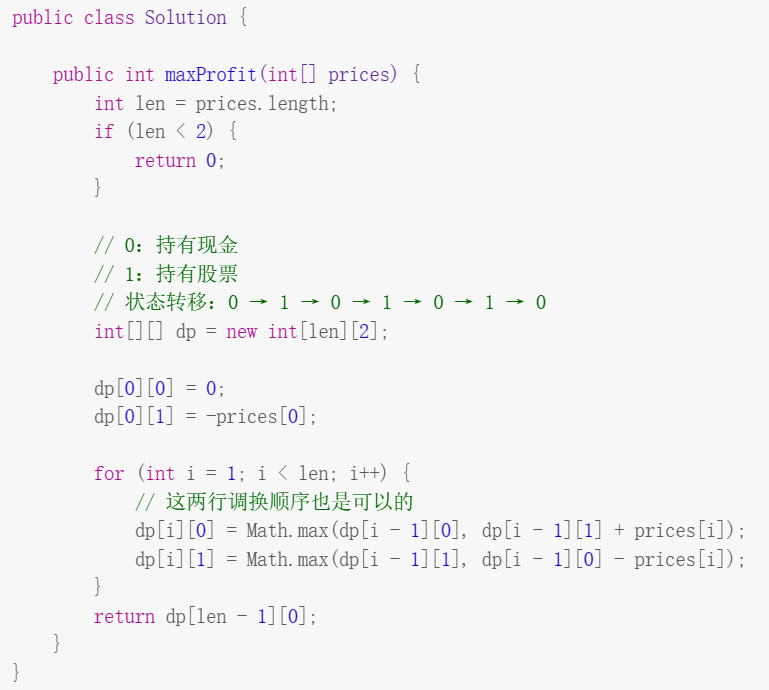 public class Solution {
    public int maxProfit(int[] prices) {
        int len = prices.length;
        if (len < 2) {
            return 0;
        }
        // 0：持有现金
        // 1：持有股票
        // 状态转移：0 → 1 → 0 → 1 → 0 → 1 → 0
        int[][] dp = new int[len][2];
        dp[0][0] = 0;
        dp[0][1] = -prices[0];
        for (int i = 1; i < len; i++) {
            // 这两行调换顺序也是可以的
            dp[i][0] = Math.max(dp[i - 1][0], dp[i - 1][1] + prices[i]);
            dp[i][1] = Math.max(dp[i - 1][1], dp[i - 1][0] - prices[i]);
        }
        return dp[len - 1][0];
    }
}